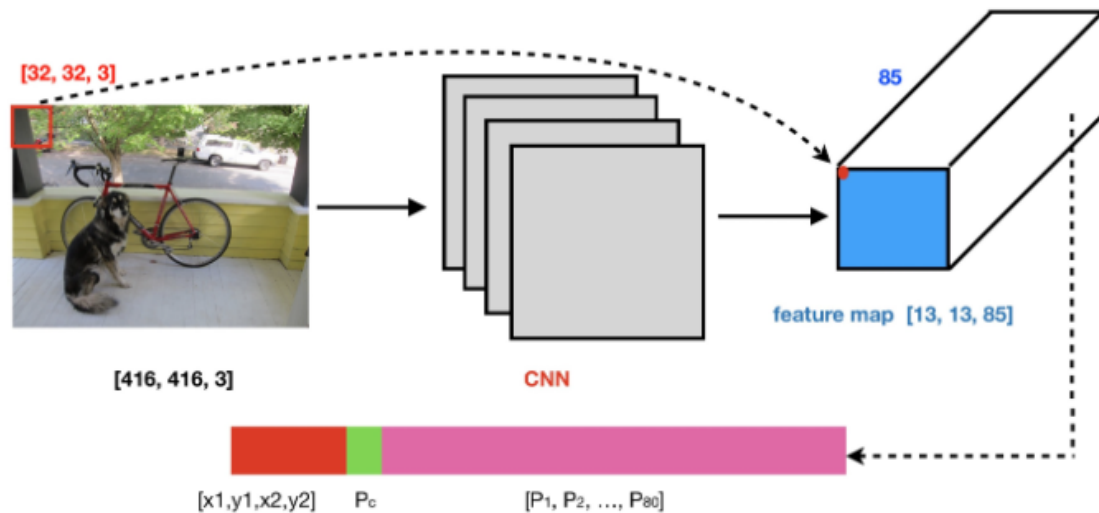 [32, 32, 3]
85
feature map [13, 13, 85]
[416, 416, 3]
CNN
[x1,y1,x2,y2]
Pc
[P1, P2, ..., P80]